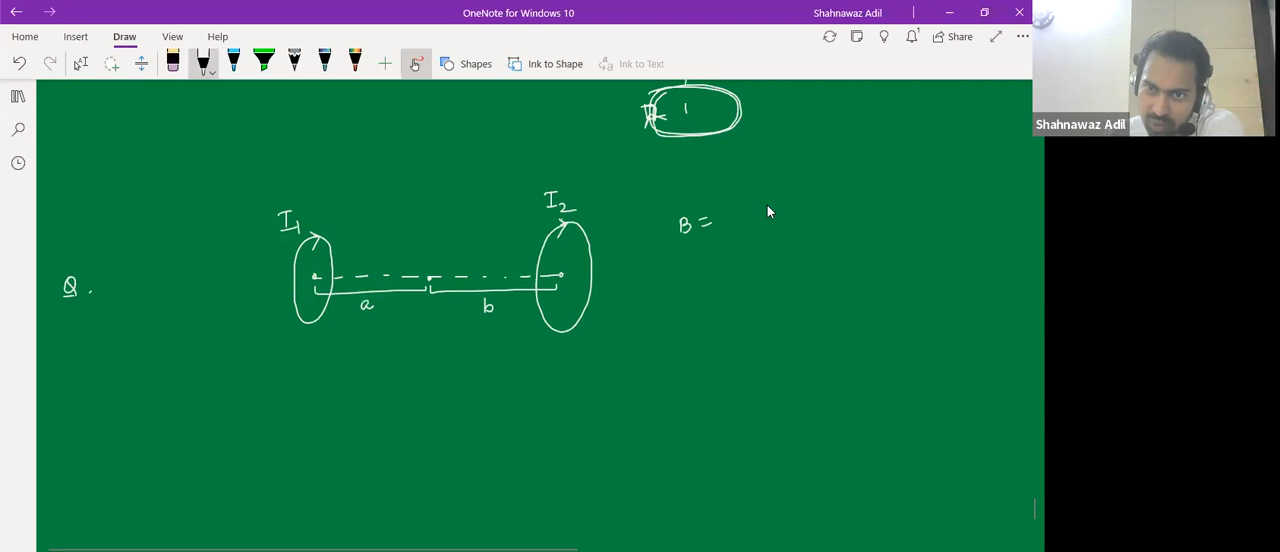 OneNote for Windows 10
Shahnawaz Adil
Home Insert Draw View Help
Shapes Ink to Shape Ink to Text Share
Shahnawaz Adil
I2
I1
B =
Q.
a
b